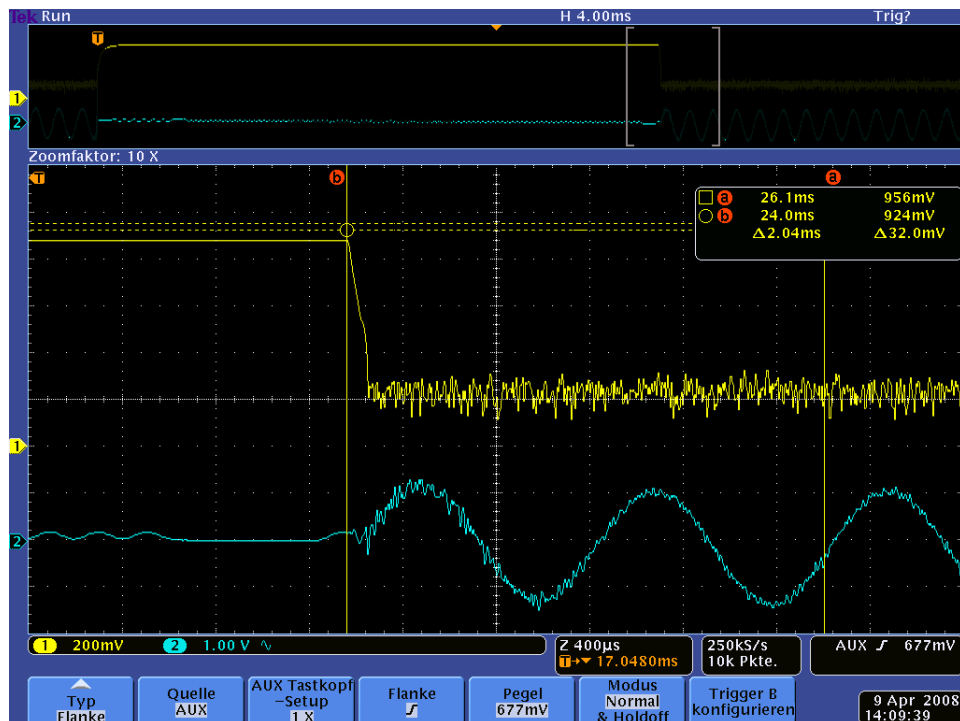 Tek Run H 4.00ms Trig?
T
1
2
Zoomfaktor: 10 X
T b a
a 26.1ms 956mV
b 24.0ms 924mV
Δ2.04ms Δ32.0mV
1
2
1 200mV 2 1.00 V ∿
Z 400µs
T→▼ 17.0480ms
250kS/s
10k Pkte.
AUX ƒ 677mV
Typ
Flanke
Quelle
AUX
AUX Tastkopf
-Setup
1 X
Flanke
Pegel
677mV
Modus
Normal
& Holdoff
Trigger B
konfigurieren
9 Apr 2008
14:09:39